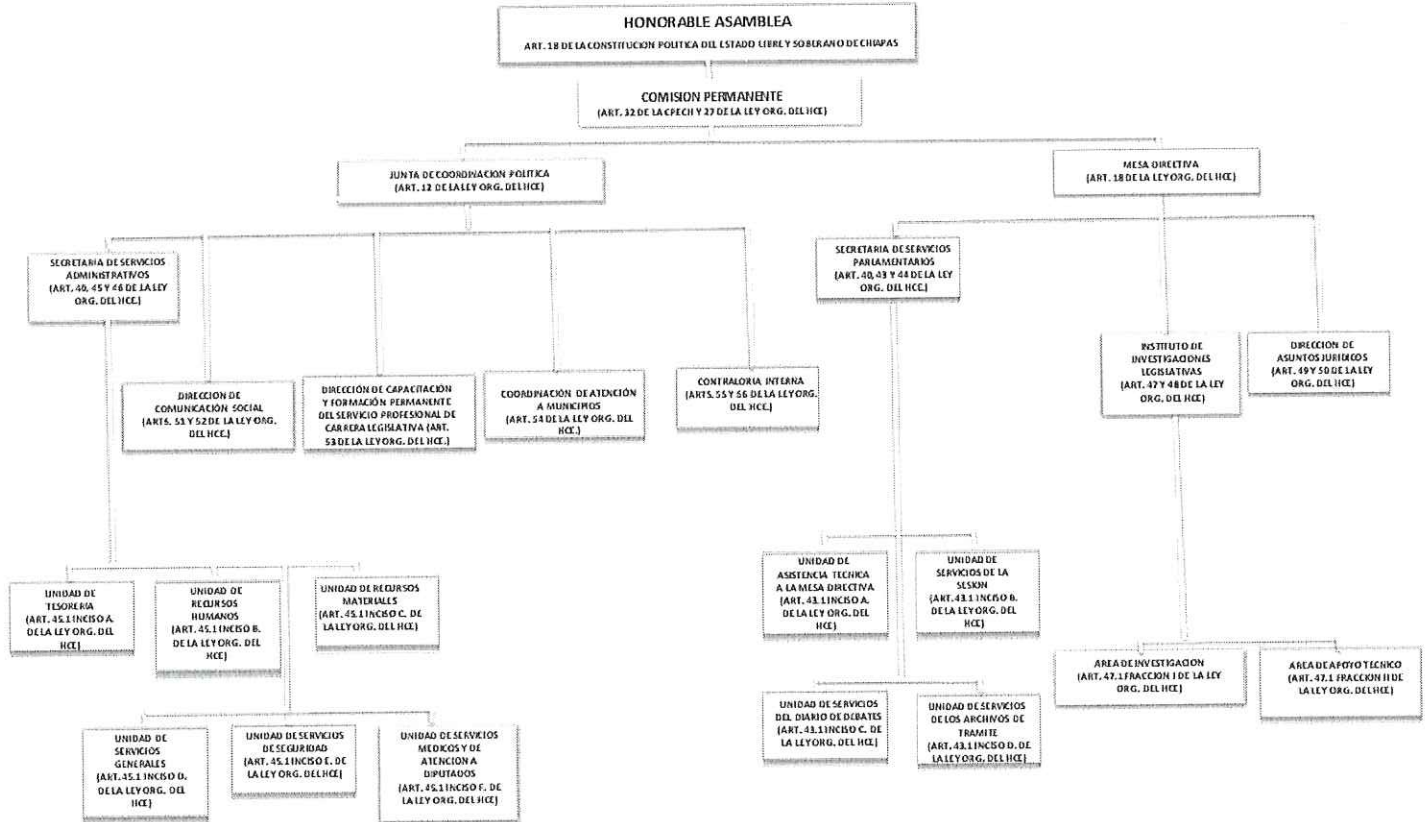 HONORABLE ASAMBLEA
ART. 18 DE LA CONSTITUCION POLITICA DEL ESTADO LIBRE Y SOBERANO DE CHIAPAS
COMISION PERMANENTE
(ART. 32 DE LA CPECH Y 27 DE LA LEY ORG. DEL HCE)
JUNTA DE COORDINACION POLITICA
(ART. 12 DE LA LEY ORG. DEL HCE)
MESA DIRECTIVA
(ART. 18 DE LA LEY ORG. DEL HCE)
SECRETARIA DE SERVICIOS
ADMINISTRATIVOS
(ART. 40, 45 Y 46 DE LA LEY
ORG. DEL HCE.)
SECRETARIA DE SERVICIOS
PARLAMENTARIOS
(ART. 40, 43 Y 44 DE LA LEY
ORG. DEL HCE)
DIRECCION DE
COMUNICACIÓN SOCIAL
(ARTS. 51 Y 52 DE LA LEY ORG.
DEL HCE.)
DIRECCIÓN DE CAPACITACIÓN
Y FORMACIÓN PERMANENTE
DEL SERVICIO PROFESIONAL DE
CARRERA LEGISLATIVA (ART.
53 DE LA LEY ORG. DEL HCE.)
COORDINACIÓN DE ATENCIÓN
A MUNICIPIOS
(ART. 54 DE LA LEY ORG. DEL
HCE.)
CONTRALORIA INTERNA
(ARTS. 55 Y 56 DE LA LEY ORG.
DEL HCE.)
INSTITUTO DE
INVESTIGACIONES
LEGISLATIVAS
(ART. 47 Y 48 DE LA LEY
ORG. DEL HCE)
DIRECCION DE
ASUNTOS JURIDICOS
(ART. 49 Y 50 DE LA LEY
ORG. DEL HCE)
UNIDAD DE
TESORERIA
(ART. 45.1 INCISO A.
DE LA LEY ORG. DEL
HCE)
UNIDAD DE
RECURSOS
HUMANOS
(ART. 45.1 INCISO B.
DE LA LEY ORG. DEL
HCE)
UNIDAD DE RECURSOS
MATERIALES
(ART. 45.1 INCISO C. DE
LA LEY ORG. DEL HCE)
UNIDAD DE
ASISTENCIA TECNICA
A LA MESA DIRECTIVA
(ART. 43.1 INCISO A.
DE LA LEY ORG. DEL
HCE)
UNIDAD DE
SERVICIOS DE LA
SESION
(ART. 43.1 INCISO B.
DE LA LEY ORG. DEL
HCE)
AREA DE INVESTIGACION
(ART. 47.1 FRACCION I DE LA LEY
ORG. DEL HCE)
AREA DE APOYO TECNICO
(ART. 47.1 FRACCION II DE
LA LEY ORG. DEL HCE)
UNIDAD DE
SERVICIOS
GENERALES
(ART. 45.1 INCISO D.
DE LA LEY ORG. DEL
HCE)
UNIDAD DE SERVICIOS
DE SEGURIDAD
(ART. 45.1 INCISO E. DE
LA LEY ORG. DEL HCE)
UNIDAD DE SERVICIOS
MEDICOS Y DE
ATENCION A
DIPUTADOS
(ART. 45.1 INCISO F. DE
LA LEY ORG. DEL HCE)
UNIDAD DE SERVICIOS
DEL DIARIO DE DEBATES
(ART. 43.1 INCISO C. DE
LA LEY ORG. DEL HCE)
UNIDAD DE SERVICIOS
DE LOS ARCHIVOS DE
TRAMITE
(ART. 43.1 INCISO D. DE
LA LEY ORG. DEL HCE)